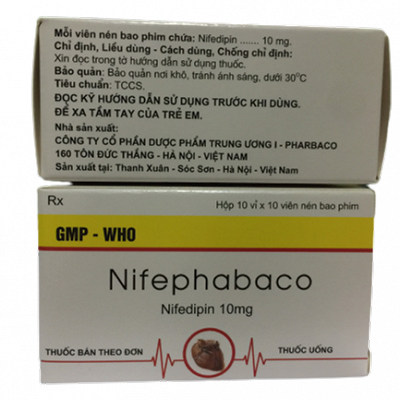 Mỗi viên nén bao phim chứa: Nifedipin ....... 10 mg.
Chỉ định, Liều dùng - Cách dùng, Chống chỉ định:
Xin đọc trong tờ hướng dẫn sử dụng thuốc.
Bảo quản: Bảo quản nơi khô, tránh ánh sáng, dưới 30°C
Tiêu chuẩn: TCCS.
ĐỌC KỸ HƯỚNG DẪN SỬ DỤNG TRƯỚC KHI DÙNG.
ĐỂ XA TẦM TAY CỦA TRẺ EM.
Nhà sản xuất:
CÔNG TY CỔ PHẦN DƯỢC PHẨM TRUNG ƯƠNG I - PHARBACO
160 TÔN ĐỨC THẮNG - HÀ NỘI - VIỆT NAM
Sản xuất tại: Thanh Xuân - Sóc Sơn - Hà Nội - Việt Nam
Rx
Hộp 10 vỉ x 10 viên nén bao phim
GMP - WHO
Nifephabaco
Nifedipin 10mg
THUỐC BÁN THEO ĐƠN
THUỐC UỐNG